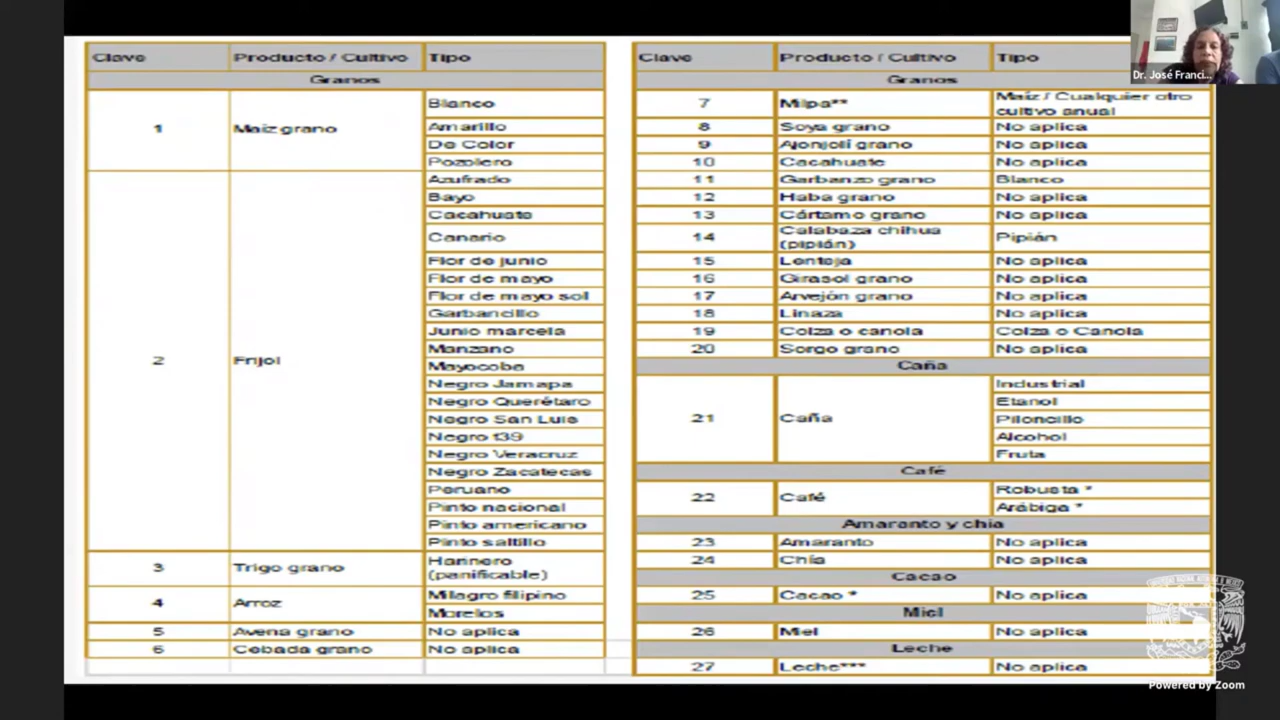 Clave Producto / Cultivo Tipo
Granos
1 Maíz grano Blanco
Amarillo
De Color
Pozolero
2 Frijol Azufrado
Bayo
Cacahuate
Canario
Flor de junio
Flor de mayo
Flor de mayo sol
Garbancillo
Junio marcela
Manzano
Mayocoba
Negro Jamapa
Negro Querétaro
Negro San Luis
Negro t39
Negro Veracruz
Negro Zacatecas
Peruano
Pinto nacional
Pinto americano
Pinto saltillo
3 Trigo grano Harinero
(panificable)
4 Arroz Milagro filipino
Morelos
5 Avena grano No aplica
6 Cebada grano No aplica
Clave Producto / Cultivo Tipo
Granos
7 Milpa** Maíz / Cualquier otro
cultivo anual
8 Soya grano No aplica
9 Ajonjolí grano No aplica
10 Cacahuate No aplica
11 Garbanzo grano Blanco
12 Haba grano No aplica
13 Cártamo grano No aplica
14 Calabaza chihua
(pipián) Pipián
15 Lenteja No aplica
16 Girasol grano No aplica
17 Arvejón grano No aplica
18 Linaza No aplica
19 Colza o canola Colza o Canola
20 Sorgo grano No aplica
Caña
21 Caña Industrial
Etanol
Piloncillo
Alcohol
Fruta
Café
22 Café Robusta *
Arábiga *
Amaranto y chía
23 Amaranto No aplica
24 Chía No aplica
Cacao
25 Cacao * No aplica
Miel
26 Miel No aplica
Leche
27 Leche*** No aplica
Dr. José Franci...
Powered by Zoom